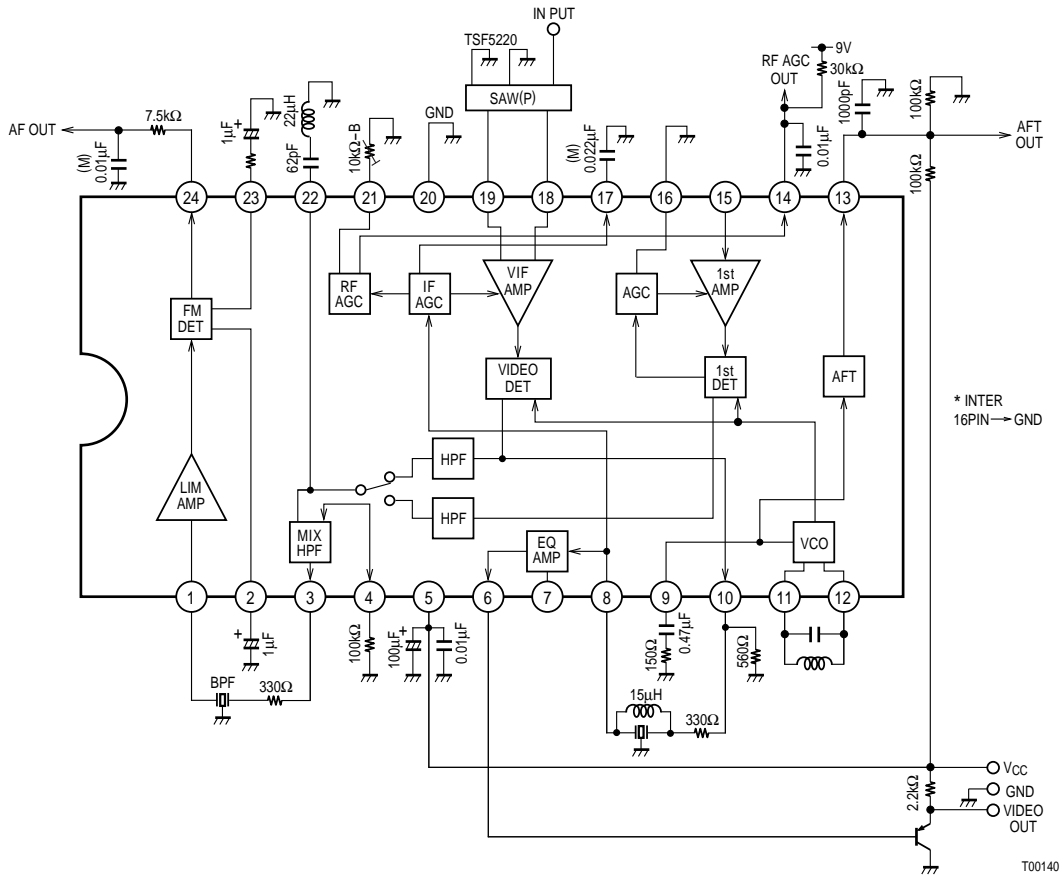 IN PUT
TSF5220
SAW(P)
9V
30kΩ
RF AGC
OUT
1000pF
100kΩ
AFT
OUT
100kΩ
0.01µF
AF OUT
7.5kΩ
(M)
0.01µF
1µF
+
22µH
62pF
10kΩ–B
GND
(M)
0.022µF
24
23
22
21
20
19
18
17
16
15
14
13
RF
AGC
IF
AGC
VIF
AMP
AGC
1st
AMP
FM
DET
VIDEO
DET
1st
DET
AFT
* INTER
16PIN→GND
HPF
HPF
LIM
AMP
MIX
HPF
EQ
AMP
VCO
1
2
3
4
5
6
7
8
9
10
11
12
+
1µF
100kΩ
100µF
+
0.01µF
150Ω
0.47µF
560Ω
BPF
330Ω
15µH
330Ω
VCC
2.2kΩ
GND
VIDEO
OUT
T00140